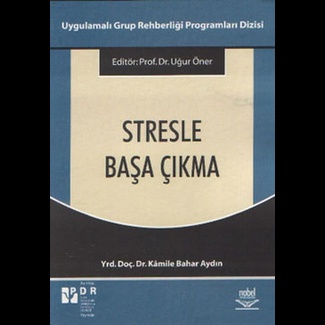 Uygulamalı Grup Rehberliği Programları Dizisi
Editör: Prof. Dr. Uğur Öner
STRESLE
BAŞA ÇIKMA
Yrd. Doç. Dr. Kâmile Bahar Aydın
PDR
nobel